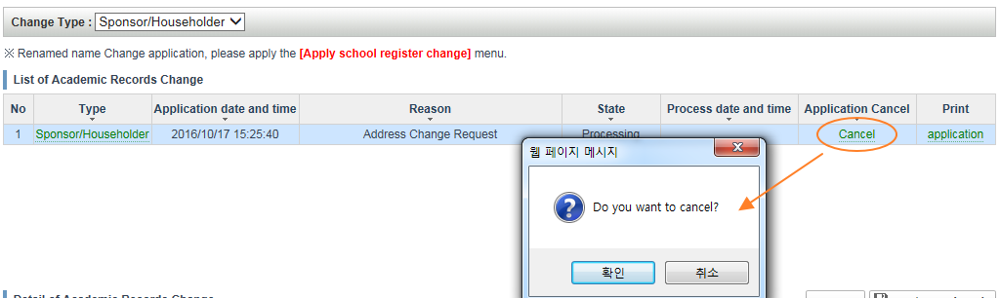 Change Type : Sponsor/Householder
※ Renamed name Change application, please apply the [Apply school register change] menu.
List of Academic Records Change
No Type Application date and time Reason State Process date and time Application Cancel Print
1 Sponsor/Householder 2016/10/17 15:25:40 Address Change Request Processing Cancel application
웹 페이지 메시지
Do you want to cancel?
확인 취소
Detail of Academic Records Change